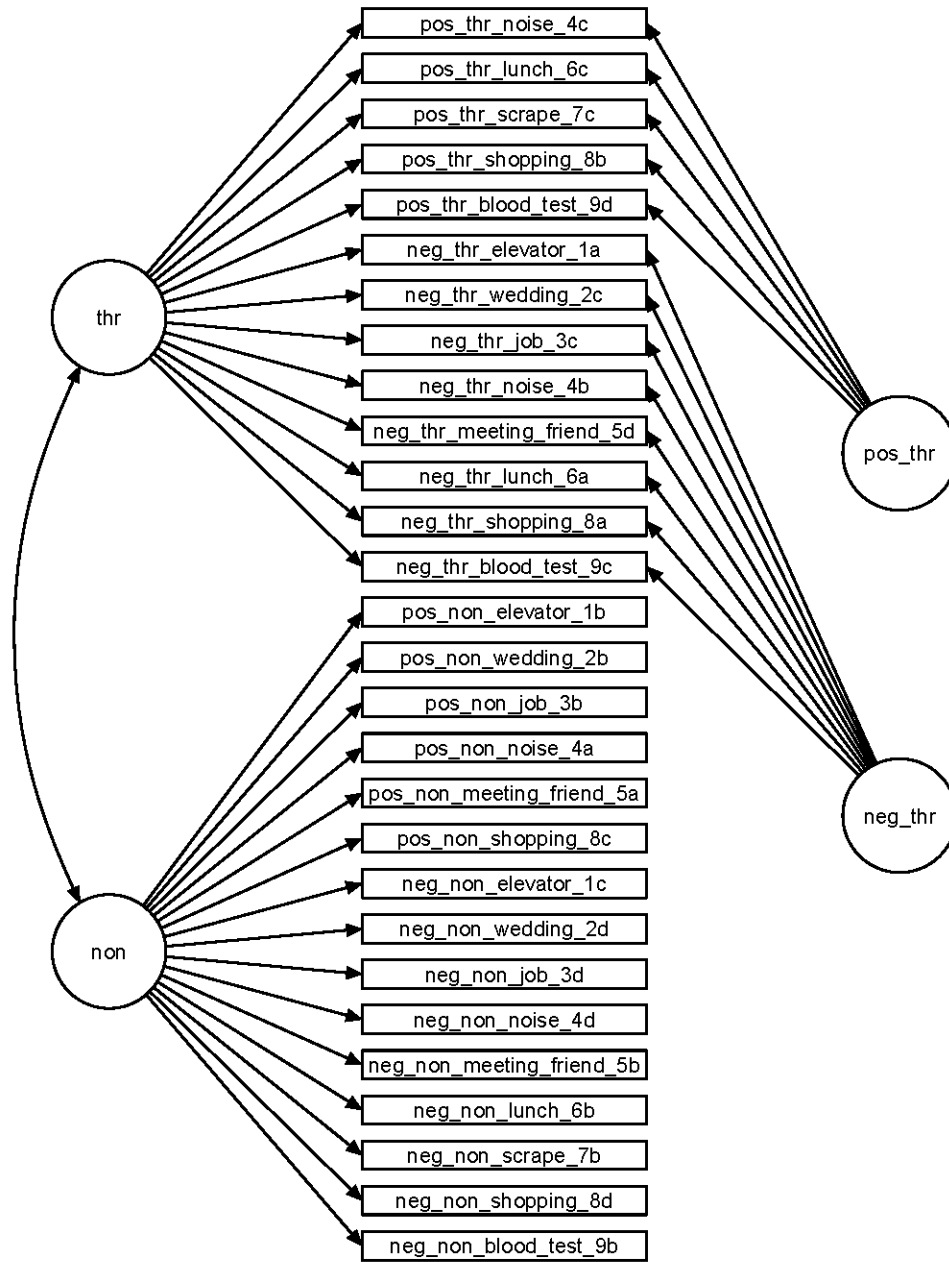 pos_thr_noise_4c
pos_thr_lunch_6c
pos_thr_scrape_7c
pos_thr_shopping_8b
pos_thr_blood_test_9d
neg_thr_elevator_1a
neg_thr_wedding_2c
thr
neg_thr_job_3c
neg_thr_noise_4b
neg_thr_meeting_friend_5d
pos_thr
neg_thr_lunch_6a
neg_thr_shopping_8a
neg_thr_blood_test_9c
pos_non_elevator_1b
pos_non_wedding_2b
pos_non_job_3b
pos_non_noise_4a
pos_non_meeting_friend_5a
neg_thr
pos_non_shopping_8c
neg_non_elevator_1c
neg_non_wedding_2d
non
neg_non_job_3d
neg_non_noise_4d
neg_non_meeting_friend_5b
neg_non_lunch_6b
neg_non_scrape_7b
neg_non_shopping_8d
neg_non_blood_test_9b